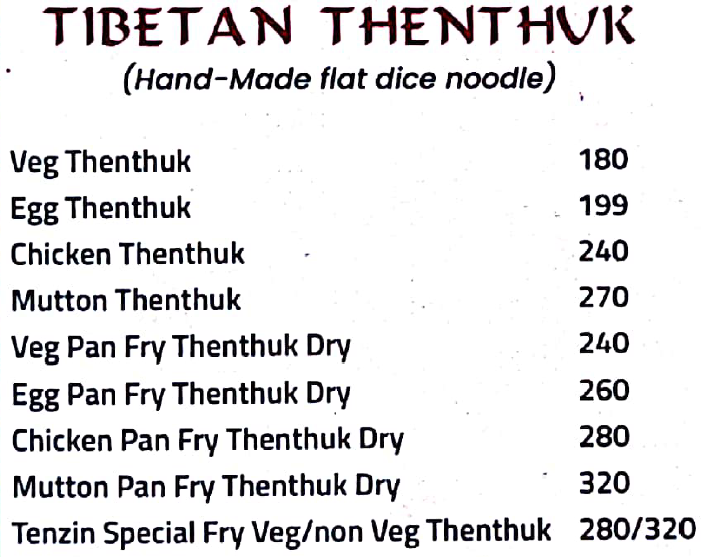 TIBETAN THENTHUK
(Hand-Made flat dice noodle)
Veg Thenthuk 180
Egg Thenthuk 199
Chicken Thenthuk 240
Mutton Thenthuk 270
Veg Pan Fry Thenthuk Dry 240
Egg Pan Fry Thenthuk Dry 260
Chicken Pan Fry Thenthuk Dry 280
Mutton Pan Fry Thenthuk Dry 320
Tenzin Special Fry Veg/non Veg Thenthuk 280/320